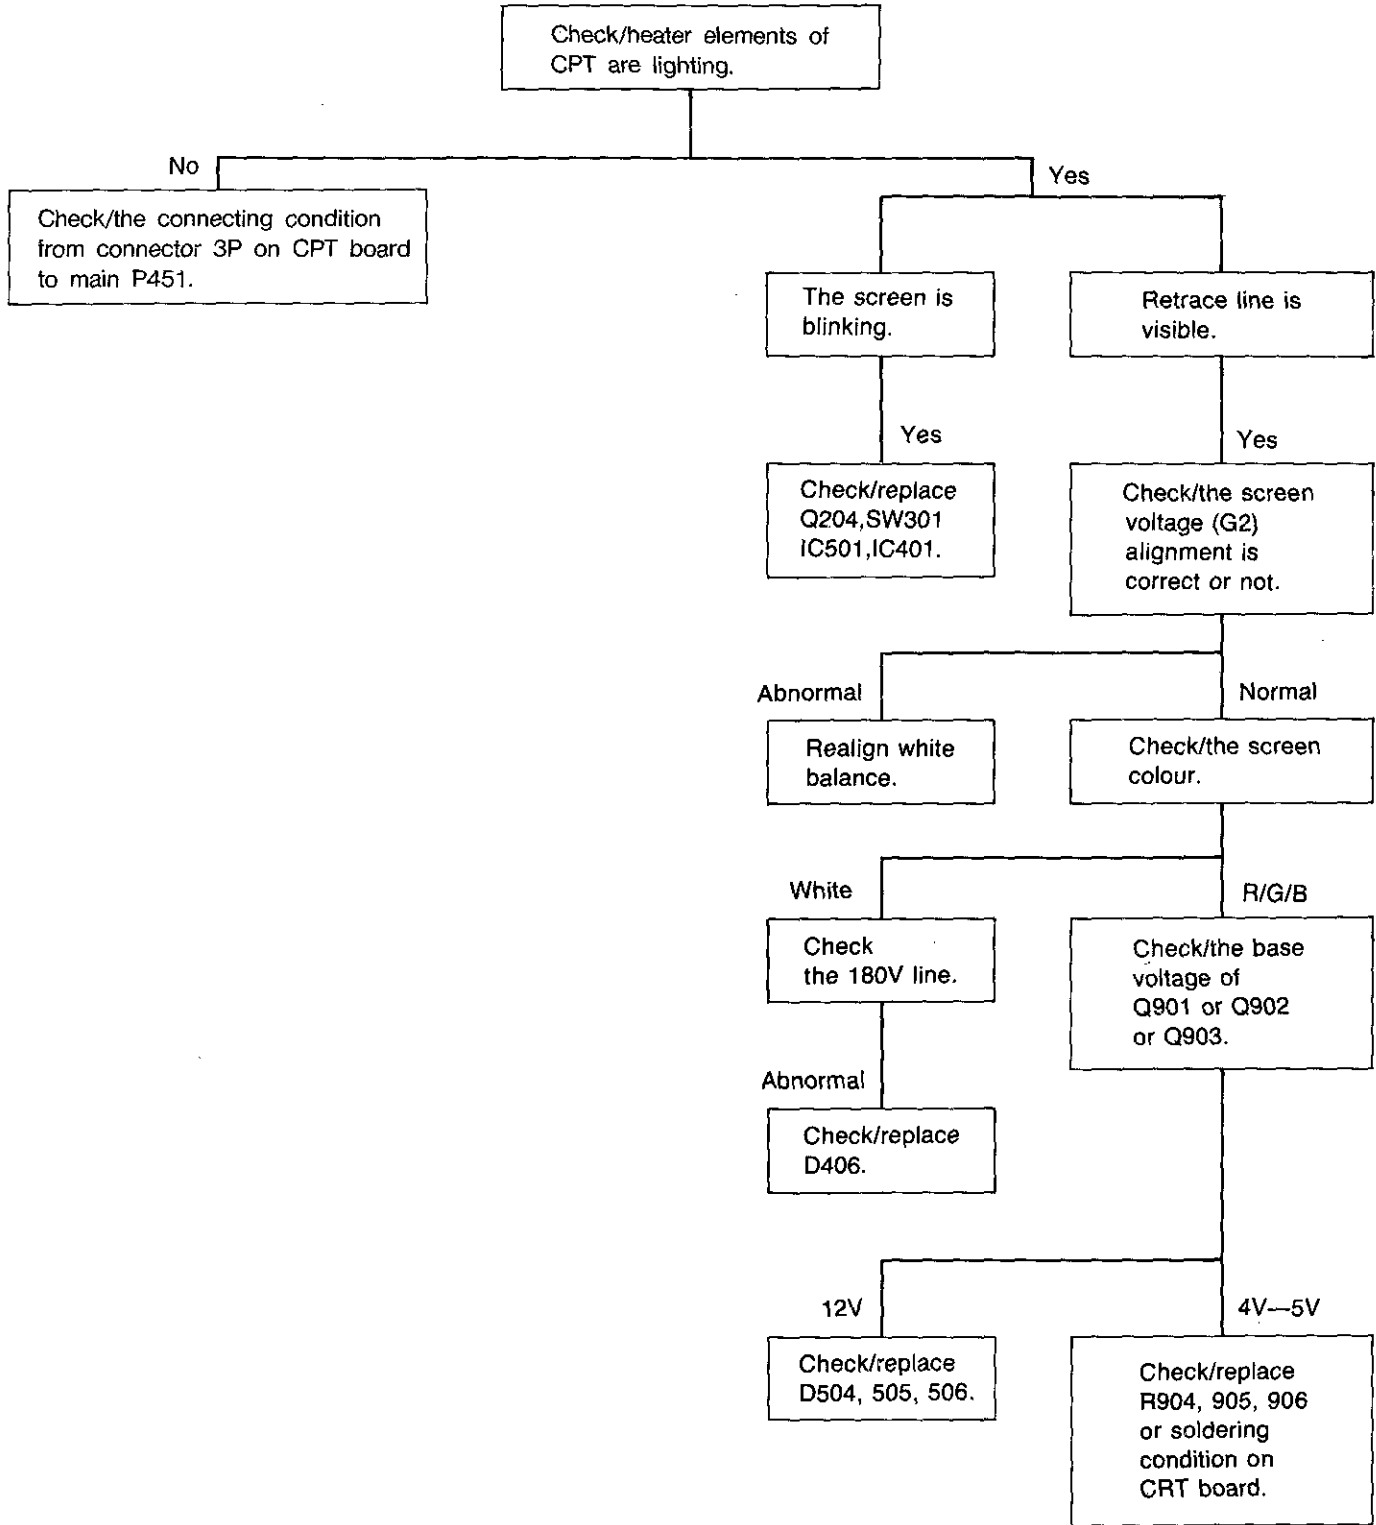 Check/heater elements of
CPT are lighting.
No
Yes
Check/the connecting condition
from connector 3P on CPT board
to main P451.
The screen is
blinking.
Retrace line is
visible.
Yes
Yes
Check/replace
Q204,SW301
IC501,IC401.
Check/the screen
voltage (G2)
alignment is
correct or not.
Abnormal
Normal
Realign white
balance.
Check/the screen
colour.
White
R/G/B
Check
the 180V line.
Check/the base
voltage of
Q901 or Q902
or Q903.
Abnormal
Check/replace
D406.
12V
4V—5V
Check/replace
D504, 505, 506.
Check/replace
R904, 905, 906
or soldering
condition on
CRT board.